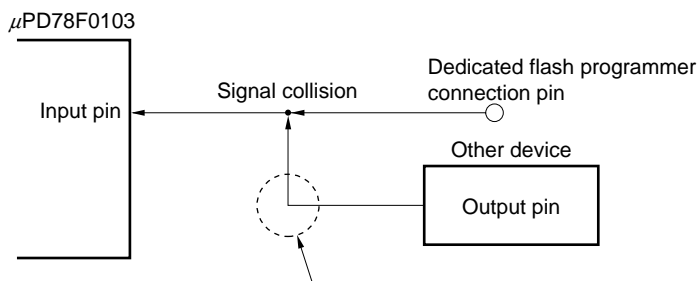 μPD78F0103
Input pin
Signal collision
Dedicated flash programmer
connection pin
Other device
Output pin